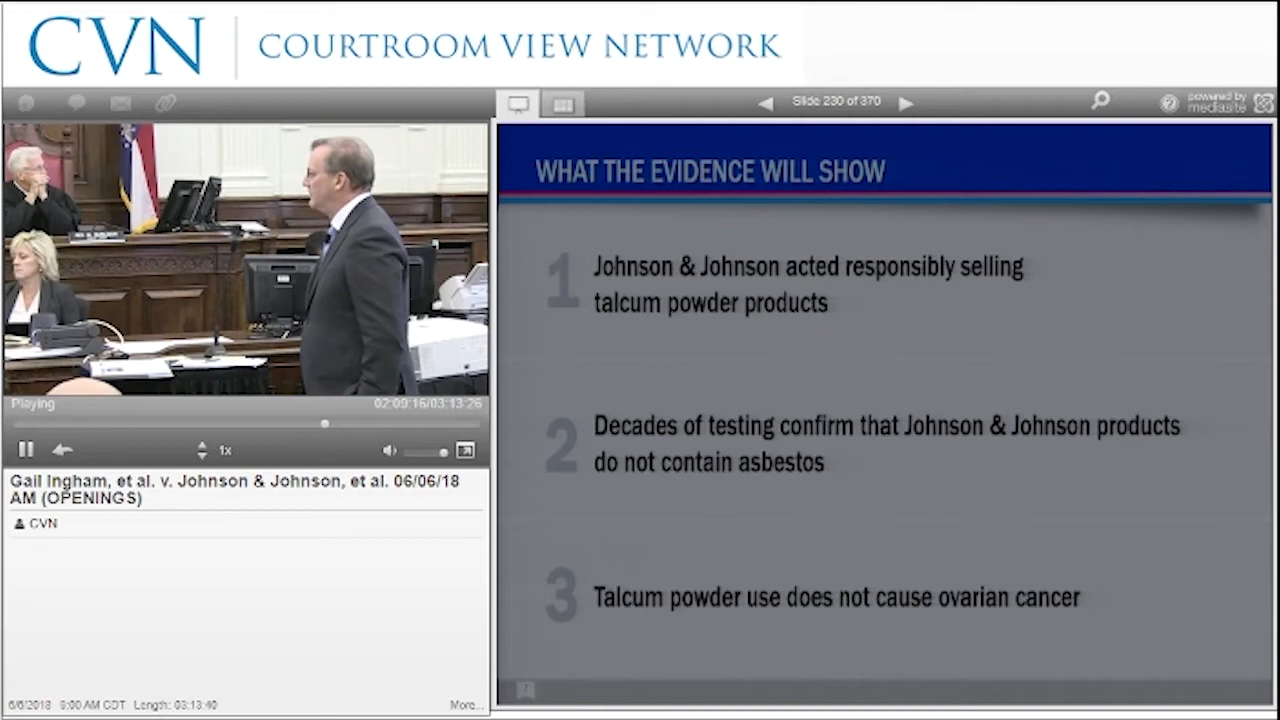 CVN
COURTROOM VIEW NETWORK
Slide 230 of 370
powered by
mediasite
WHAT THE EVIDENCE WILL SHOW
1
Johnson & Johnson acted responsibly selling
talcum powder products
2
Decades of testing confirm that Johnson & Johnson products
do not contain asbestos
3
Talcum powder use does not cause ovarian cancer
Playing
02:09:16/03:13:26
1x
Gail Ingham, et al. v. Johnson & Johnson, et al. 06/06/18
AM (OPENINGS)
CVN
6/6/2018 9:00 AM CDT Length: 03:13:40
More...